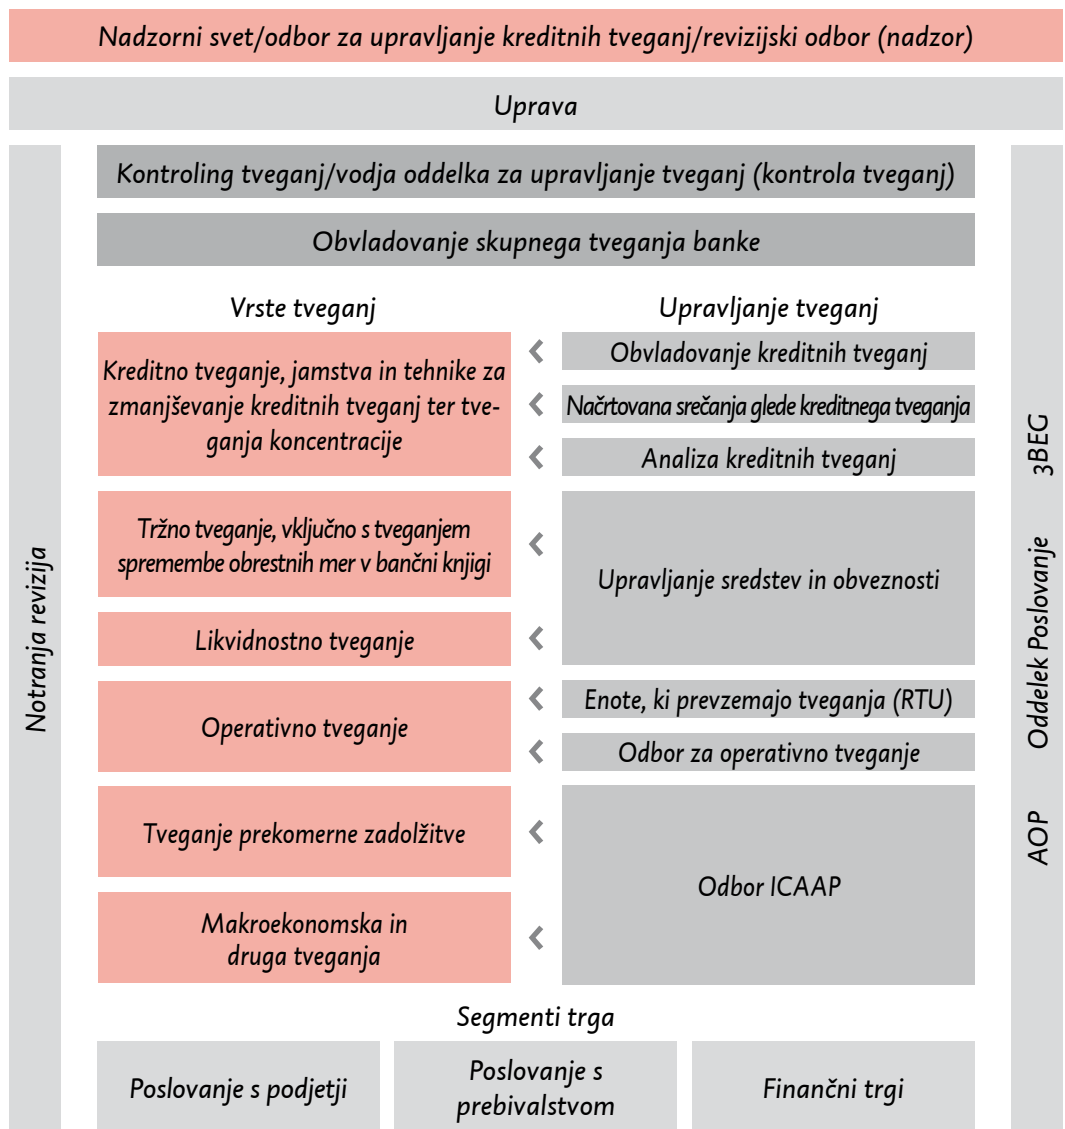 Nadzorni svet/odbor za upravljanje kreditnih tveganj/revizijski odbor (nadzor)
Uprava
Notranja revizija
Kontroling tveganj/vodja oddelka za upravljanje tveganj (kontrola tveganj)
Obvladovanje skupnega tveganja banke
Vrste tveganj
Kreditno tveganje, jamstva in tehnike za
zmanjševanje kreditnih tveganj ter tve-
ganja koncentracije
Tržno tveganje, vključno s tveganjem
spremembe obrestnih mer v bančni knjigi
Likvidnostno tveganje
Operativno tveganje
Tveganje prekomerne zadolžitve
Makroekonomska in
druga tveganja
Upravljanje tveganj
Obvladovanje kreditnih tveganj
Načrtovana srečanja glede kreditnega tveganja
Analiza kreditnih tveganj
Upravljanje sredstev in obveznosti
Enote, ki prevzemajo tveganja (RTU)
Odbor za operativno tveganje
Odbor ICAAP
Segmenti trga
Poslovanje s podjetji
Poslovanje s
prebivalstvom
Finančni trgi
AOP Oddelek Poslovanje 3BEG